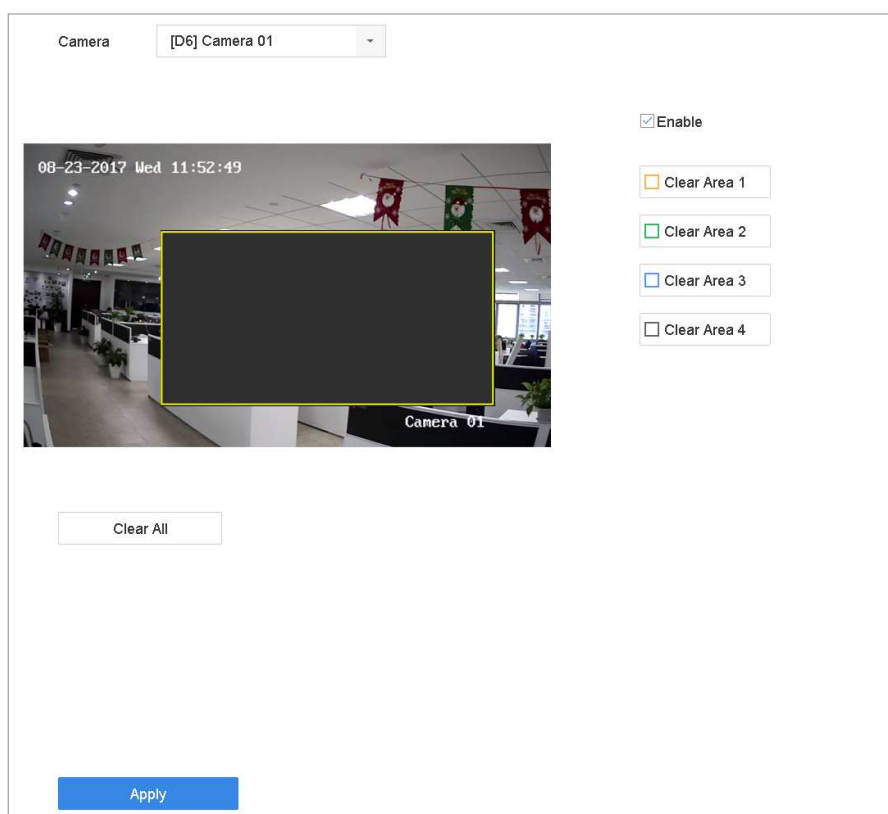 Camera
[D6] Camera 01
Enable
08-23-2017 Wed 11:52:49
Clear Area 1
Clear Area 2
Clear Area 3
Clear Area 4
Camera 01
Clear All
Apply